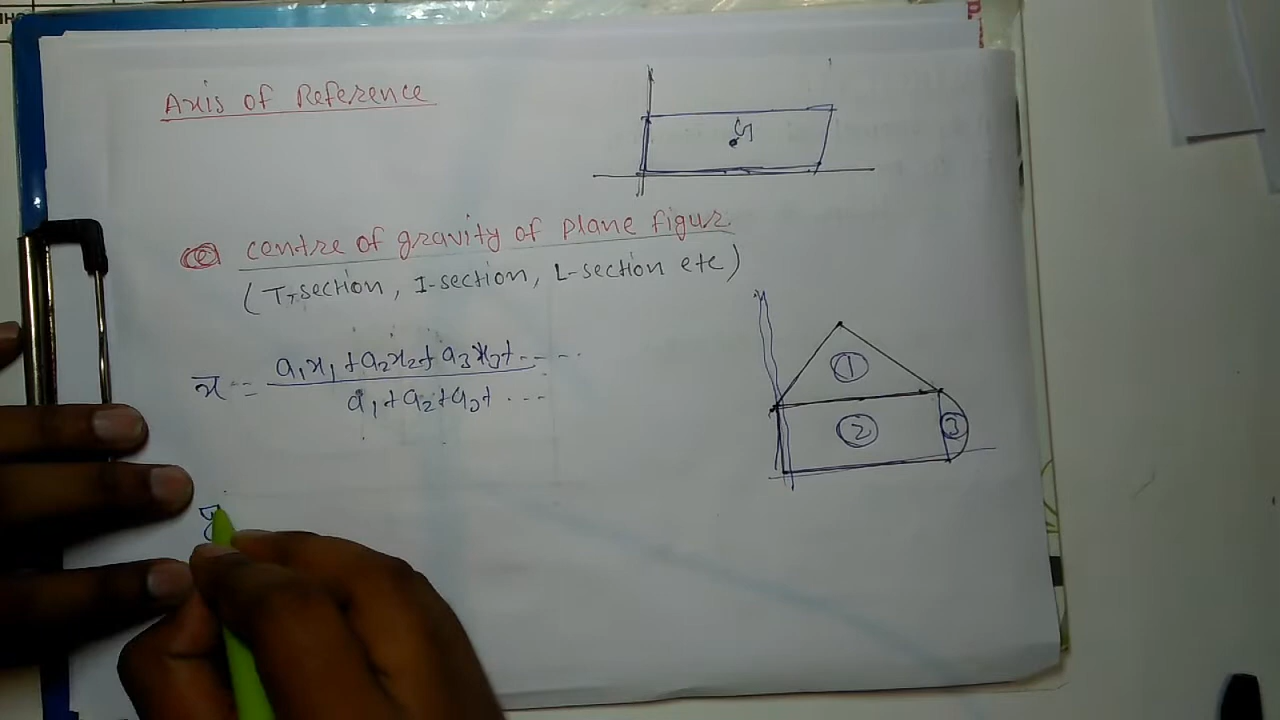 Axis of Reference
G
centre of gravity of plane figur.
(T-section, I-section, L-section etc)
x̄ = a₁x₁ + a₂x₂ + a₃x₃ + .....
a₁ + a₂ + a₃ + ...
ȳ
1
2
3